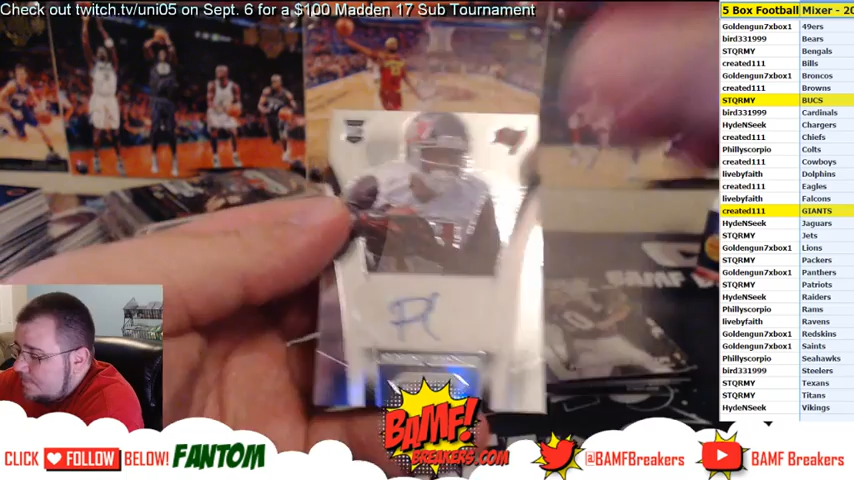 Check out twitch.tv/uni05 on Sept. 6 for a $100 Madden 17 Sub Tournament
5 Box Football Mixer - 20
Goldengun7xbox1 49ers
bird331999 Bears
STQRMY Bengals
created111 Bills
Goldengun7xbox1 Broncos
created111 Browns
STQRMY BUCS
bird331999 Cardinals
HydeNSeek Chargers
created111 Chiefs
Phillyscorpio Colts
created111 Cowboys
livebyfaith Dolphins
created111 Eagles
livebyfaith Falcons
created111 GIANTS
HydeNSeek Jaguars
STQRMY Jets
Goldengun7xbox1 Lions
STQRMY Packers
Goldengun7xbox1 Panthers
STQRMY Patriots
HydeNSeek Raiders
Phillyscorpio Rams
livebyfaith Ravens
Goldengun7xbox1 Redskins
Goldengun7xbox1 Saints
Phillyscorpio Seahawks
bird331999 Steelers
STQRMY Texans
STQRMY Titans
HydeNSeek Vikings
BAMF!
BREAKERS.COM
CLICK FOLLOW BELOW! FANTOM
@BAMFBreakers
BAMF Breakers